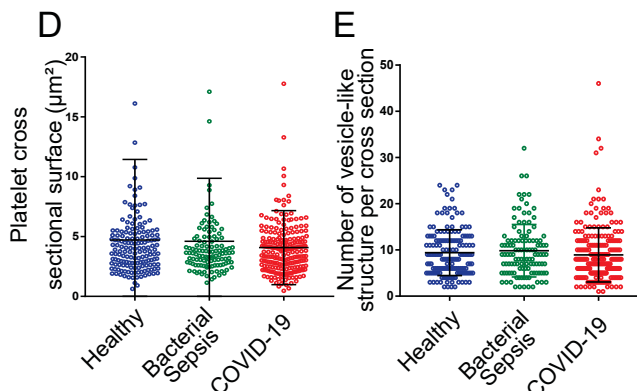 D
Platelet cross
sectional surface (µm²)
20
15
10
5
0
Healthy
Bacterial
Sepsis
COVID-19
E
Number of vesicle-like
structure per cross section
50
40
30
20
10
0
Healthy
Bacterial
Sepsis
COVID-19